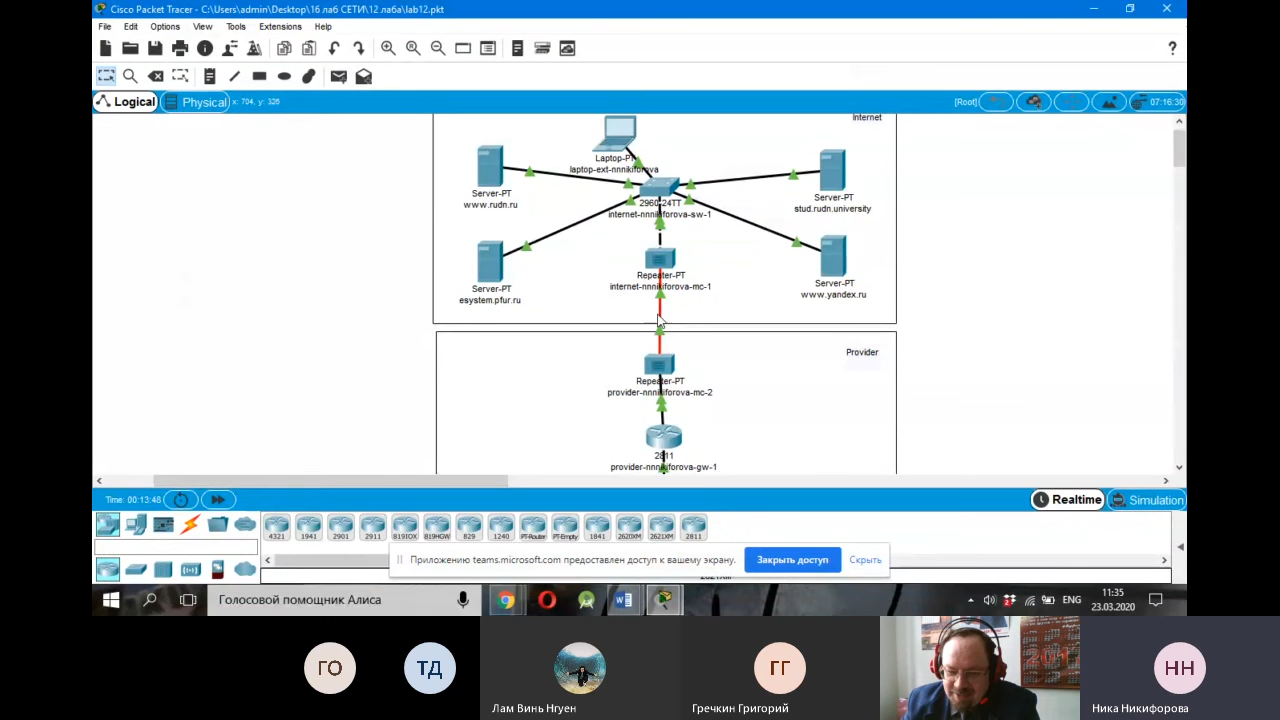 Cisco Packet Tracer - C:\Users\admin\Desktop\16 лаб СЕТИ\12 лаба\lab12.pkt
File Edit Options View Tools Extensions Help
?
Logical Physical x: 704, y: 326 [Root] 07:16:30
Internet
Laptop-PT
laptop-ext-nnnikiforova
Server-PT
www.rudn.ru
2960-24TT
internet-nnnikiforova-sw-1
Server-PT
stud.rudn.university
Server-PT
esystem.pfur.ru
Repeater-PT
internet-nnnikiforova-mc-1
Server-PT
www.yandex.ru
Provider
Repeater-PT
provider-nnnikiforova-mc-2
2811
provider-nnnikiforova-gw-1
Time: 00:13:48 Realtime Simulation
4321 1941 2901 2911 819IOX 819HGW 829 1240 PT-Router PT-Empty 1841 2620XM 2621XM 2811
Приложению teams.microsoft.com предоставлен доступ к вашему экрану. Закрыть доступ Скрыть
2621XM
Голосовой помощник Алиса ENG 11:35
23.03.2020
ГО ТД ГГ НН
Лам Винь Нгуен Гречкин Григорий Ника Никифорова